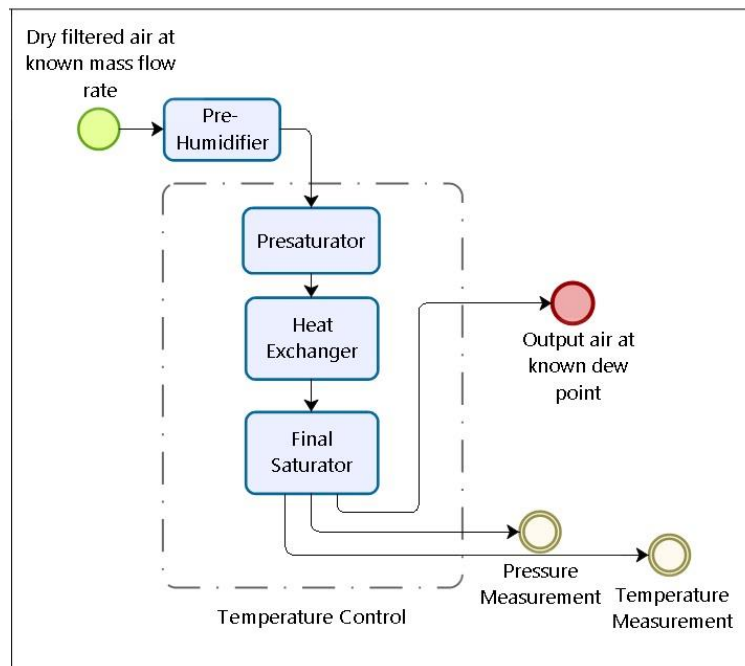 Dry filtered air at
known mass flow
rate
Pre-
Humidifier
Presaturator
Heat
Exchanger
Final
Saturator
Output air at
known dew
point
Pressure
Measurement
Temperature
Measurement
Temperature Control